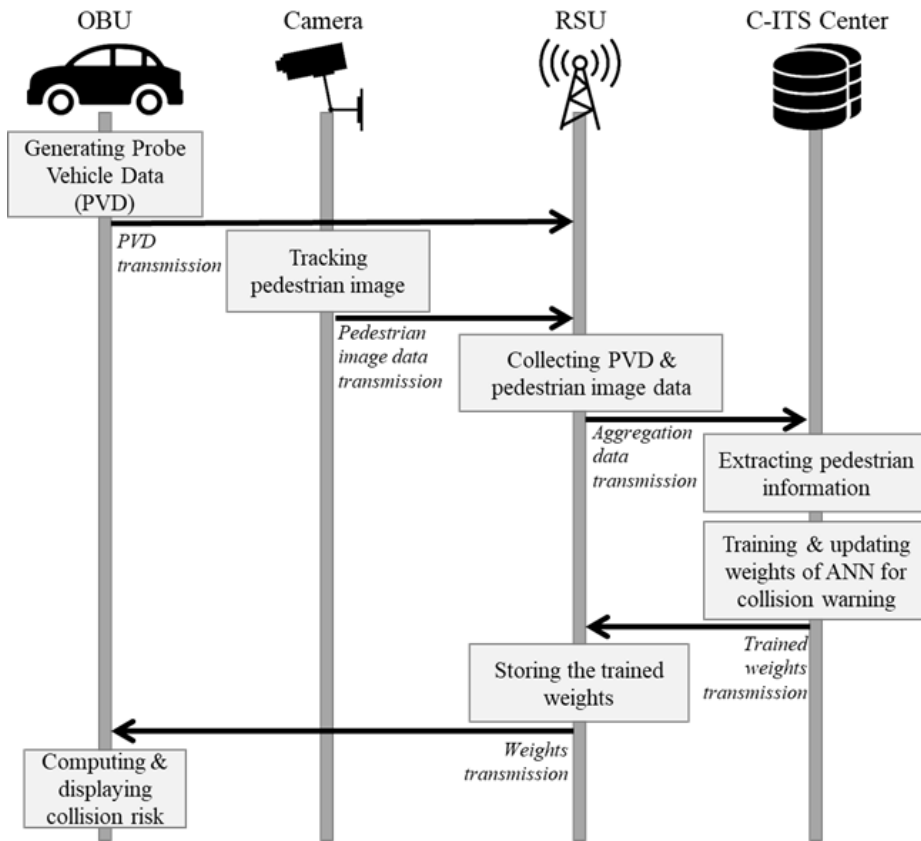 OBU
Camera
RSU
C-ITS Center
Generating Probe
Vehicle Data
(PVD)
PVD
transmission
Tracking
pedestrian image
Pedestrian
image data
transmission
Collecting PVD &
pedestrian image data
Aggregation
data
transmission
Extracting pedestrian
information
Training & updating
weights of ANN for
collision warning
Trained
weights
transmission
Storing the trained
weights
Weights
transmission
Computing &
displaying
collision risk